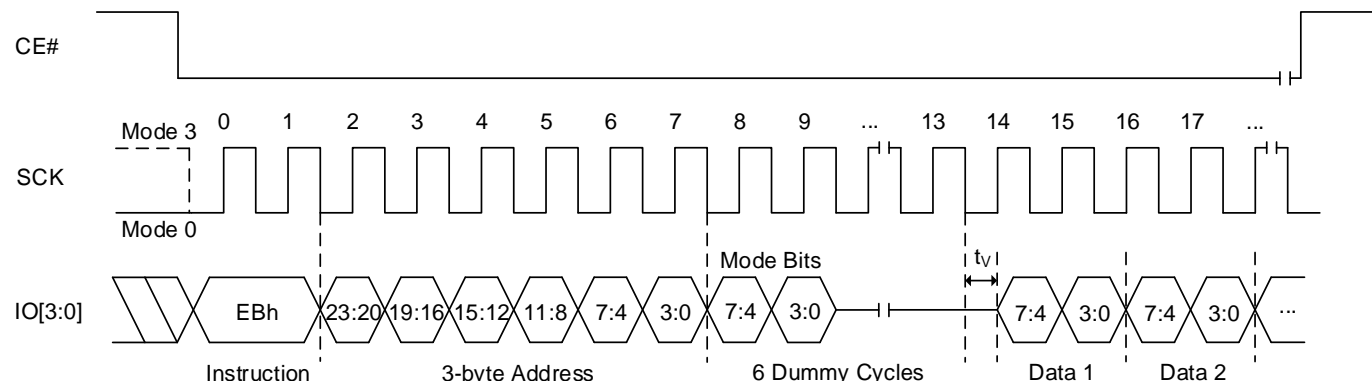 CE#
Mode 3
0 1 2 3 4 5 6 7 8 9 ... 13 14 15 16 17 ...
SCK
Mode 0
Mode Bits
tV
IO[3:0]
EBh 23:20 19:16 15:12 11:8 7:4 3:0 7:4 3:0 7:4 3:0 7:4 3:0 ...
Instruction 3-byte Address 6 Dummy Cycles Data 1 Data 2